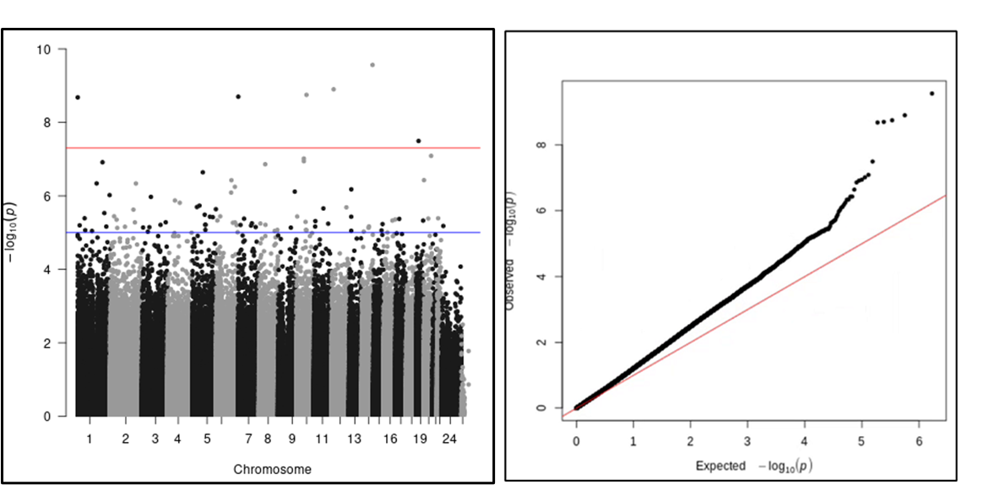 10
8
6
4
2
0
− log₁₀(p)
1 2 3 4 5 7 8 9 11 13 16 19 24
Chromosome
8
6
4
2
0
Observed −log₁₀(p)
0 1 2 3 4 5 6
Expected −log₁₀(p)